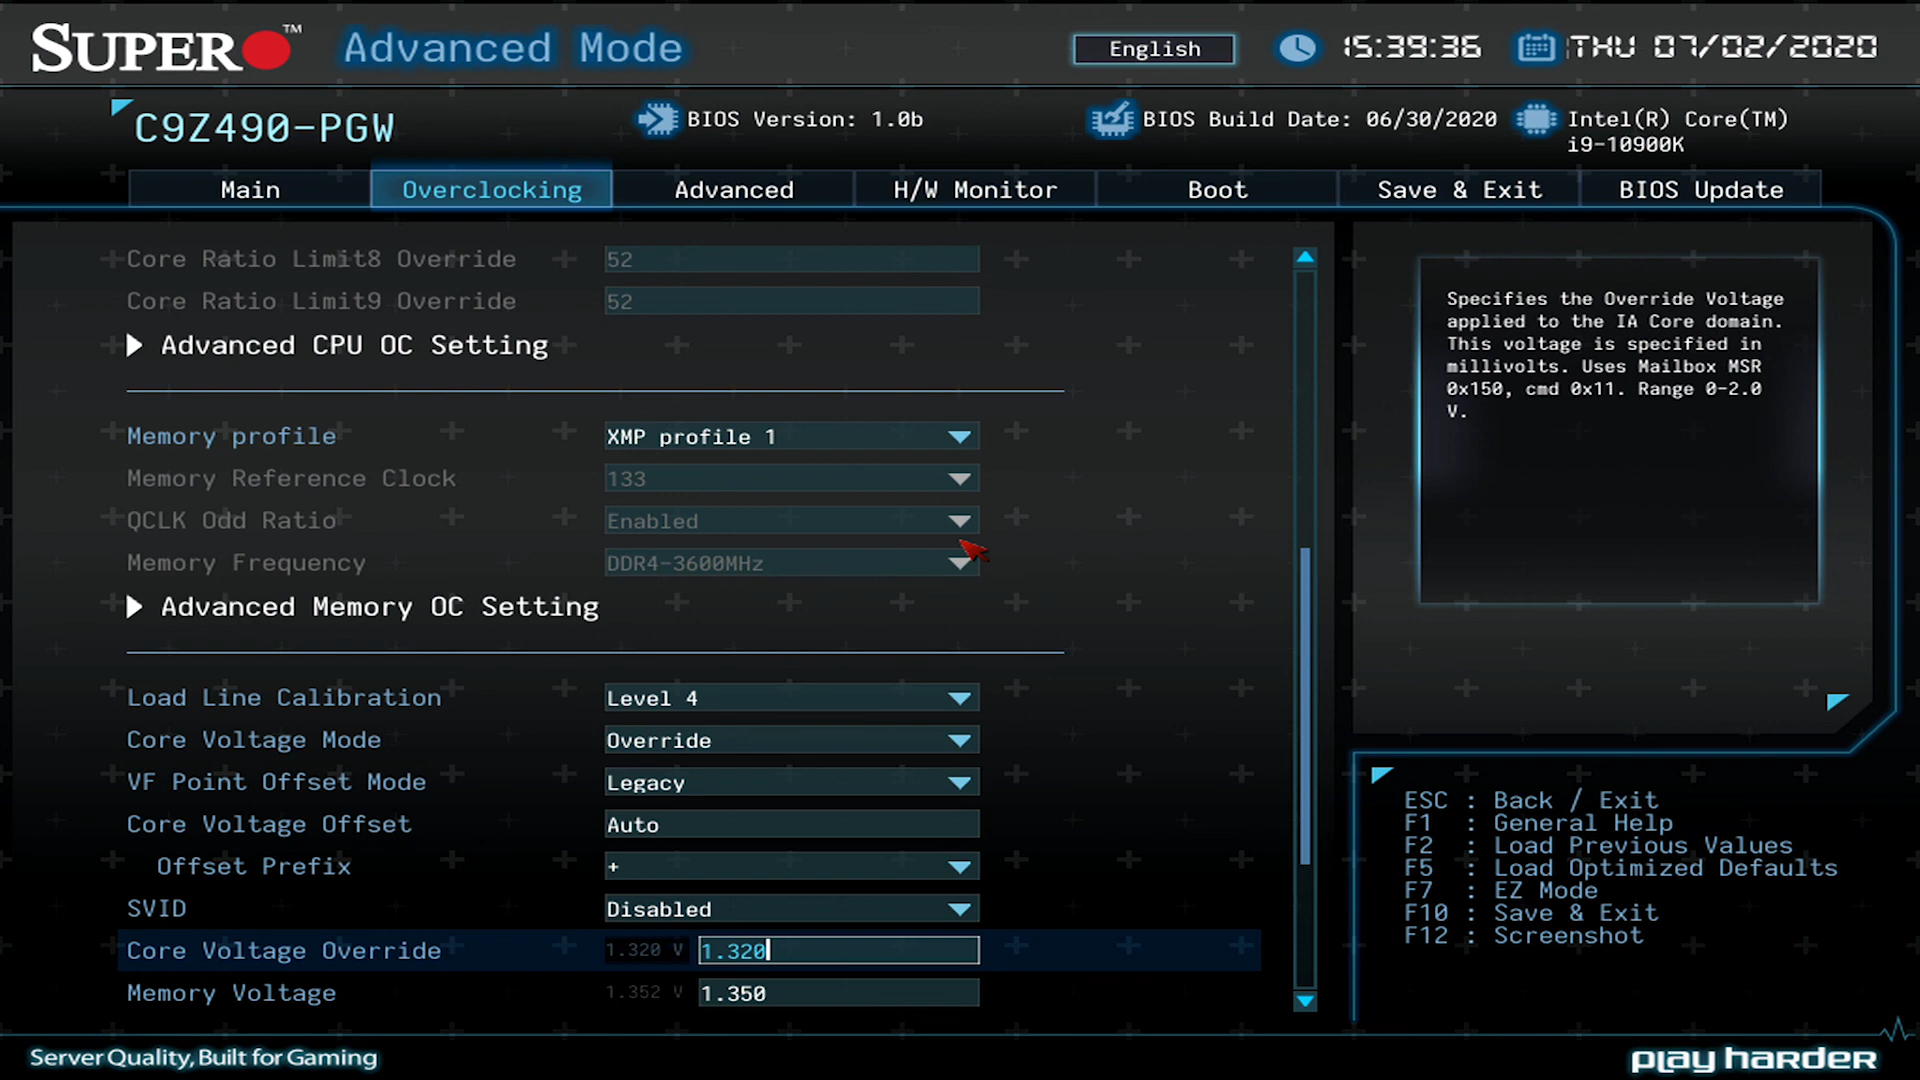 SUPER TM
Advanced Mode
English
15:39:36
THU 07/02/2020
C9Z490-PGW
BIOS Version: 1.0b
BIOS Build Date: 06/30/2020
Intel(R) Core(TM)
i9-10900K
Main
Overclocking
Advanced
H/W Monitor
Boot
Save & Exit
BIOS Update
Core Ratio Limit8 Override 52
Core Ratio Limit9 Override 52
Advanced CPU OC Setting
Memory profile XMP profile 1
Memory Reference Clock 133
QCLK Odd Ratio Enabled
Memory Frequency DDR4-3600MHz
Advanced Memory OC Setting
Load Line Calibration Level 4
Core Voltage Mode Override
VF Point Offset Mode Legacy
Core Voltage Offset Auto
Offset Prefix +
SVID Disabled
Core Voltage Override 1.320 V 1.320
Memory Voltage 1.352 V 1.350
Specifies the Override Voltage
applied to the IA Core domain.
This voltage is specified in
millivolts. Uses Mailbox MSR
0x150, cmd 0x11. Range 0-2.0
V.
ESC : Back / Exit
F1 : General Help
F2 : Load Previous Values
F5 : Load Optimized Defaults
F7 : EZ Mode
F10 : Save & Exit
F12 : Screenshot
Server Quality, Built for Gaming
play harder